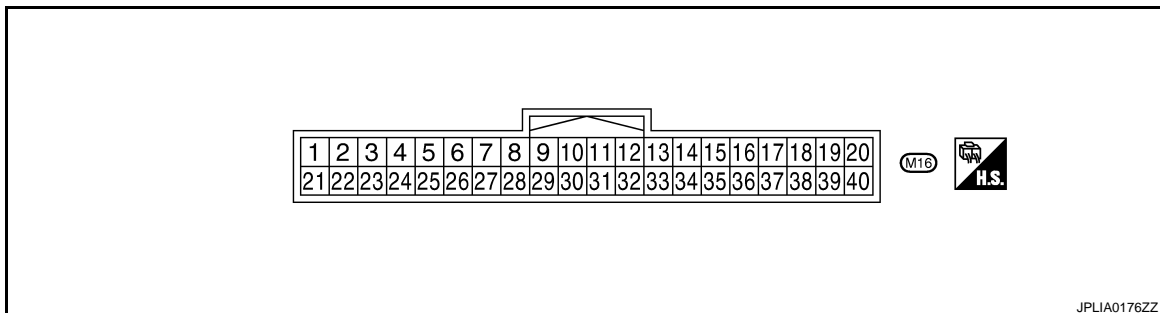 1 2 3 4 5 6 7 8 9 10 11 12 13 14 15 16 17 18 19 20
21 22 23 24 25 26 27 28 29 30 31 32 33 34 35 36 37 38 39 40
M16
H.S.
JPLIA0176ZZ